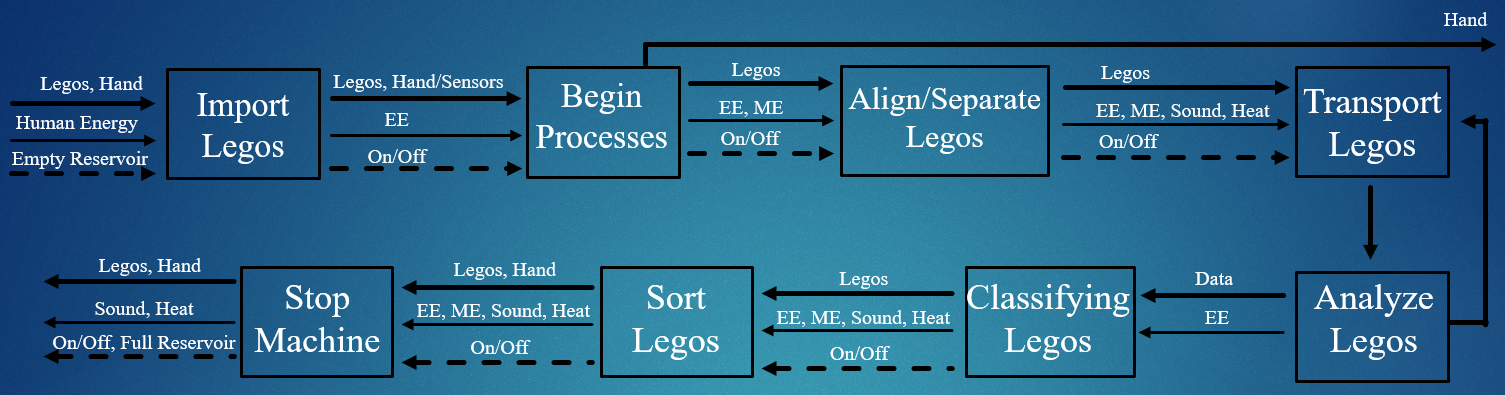 Hand
Legos, Hand
Human Energy
Empty Reservoir
Import
Legos
Legos, Hand/Sensors
EE
On/Off
Begin
Processes
Legos
EE, ME
On/Off
Align/Separate
Legos
Legos
EE, ME, Sound, Heat
On/Off
Transport
Legos
Analyze
Legos
Data
EE
Classifying
Legos
Legos
EE, ME, Sound, Heat
On/Off
Sort
Legos
Legos, Hand
EE, ME, Sound, Heat
On/Off
Stop
Machine
Legos, Hand
Sound, Heat
On/Off, Full Reservoir